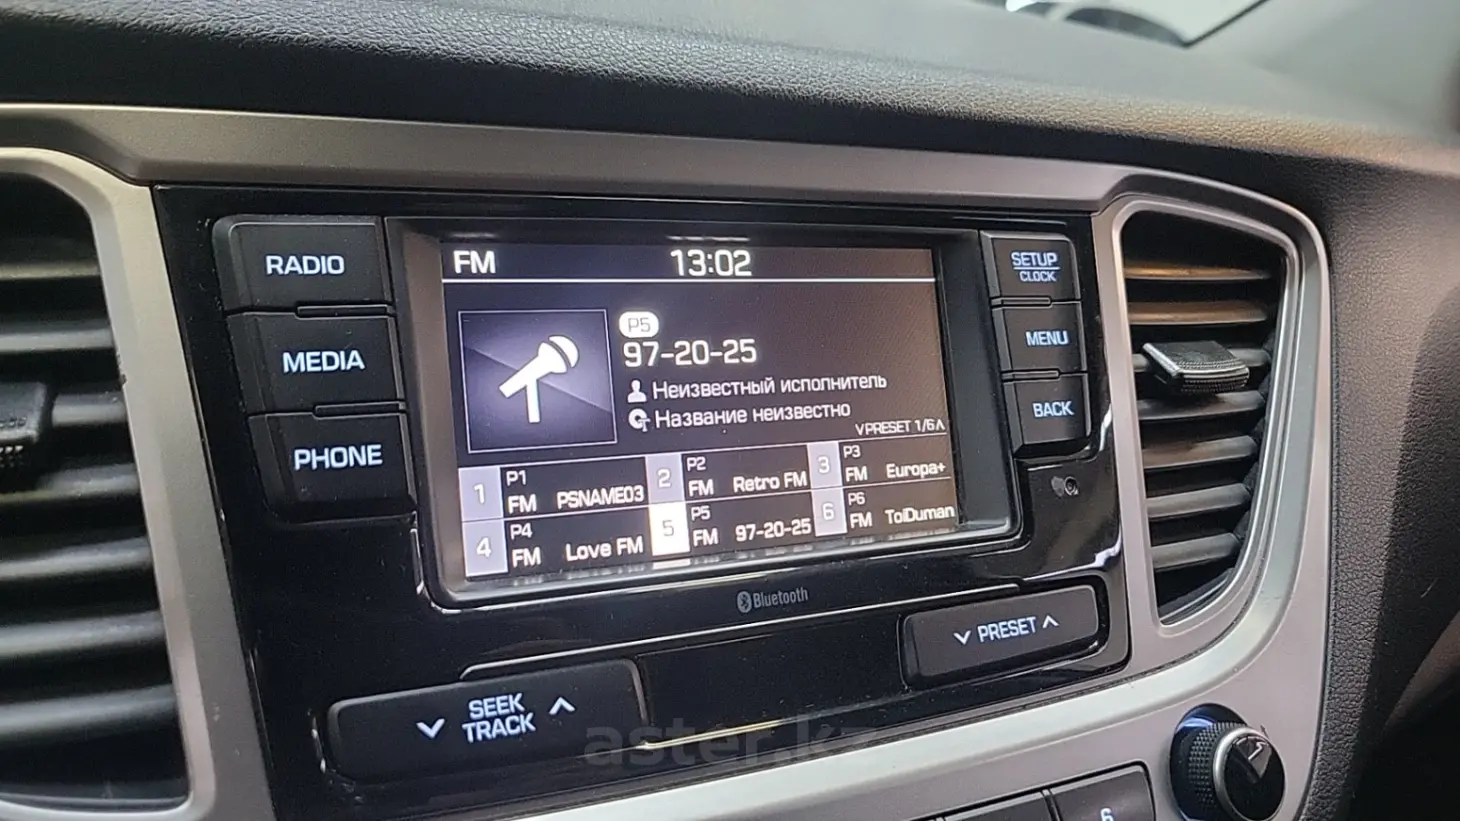 RADIO
MEDIA
PHONE
FM 13:02
P5
97-20-25
Неизвестный исполнитель
Название неизвестно
∨PRESET 1/6∧
1 P1 FM PSNAME03
2 P2 FM Retro FM
3 P3 FM Europa+
4 P4 FM Love FM
5 P5 FM 97-20-25
6 P6 FM TolDuman
SETUP
CLOCK
MENU
BACK
Bluetooth
∨ PRESET ∧
∨ SEEK ∧
TRACK
aster.kz
6